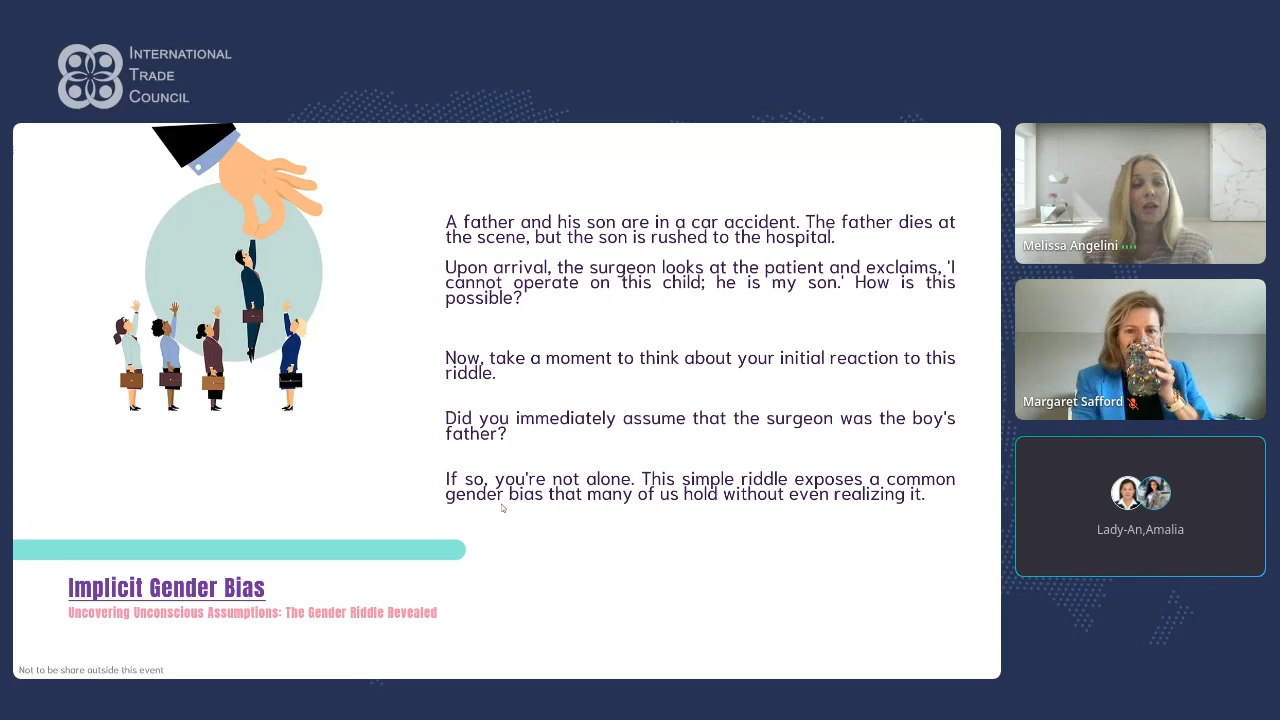 INTERNATIONAL
TRADE
COUNCIL
A father and his son are in a car accident. The father dies at
the scene, but the son is rushed to the hospital.
Upon arrival, the surgeon looks at the patient and exclaims, 'I
cannot operate on this child; he is my son.' How is this
possible?
Now, take a moment to think about your initial reaction to this
riddle.
Did you immediately assume that the surgeon was the boy's
father?
If so, you're not alone. This simple riddle exposes a common
gender bias that many of us hold without even realizing it.
Implicit Gender Bias
Uncovering Unconscious Assumptions: The Gender Riddle Revealed
Not to be share outside this event
Melissa Angelini
Margaret Safford
Lady-An,Amalia